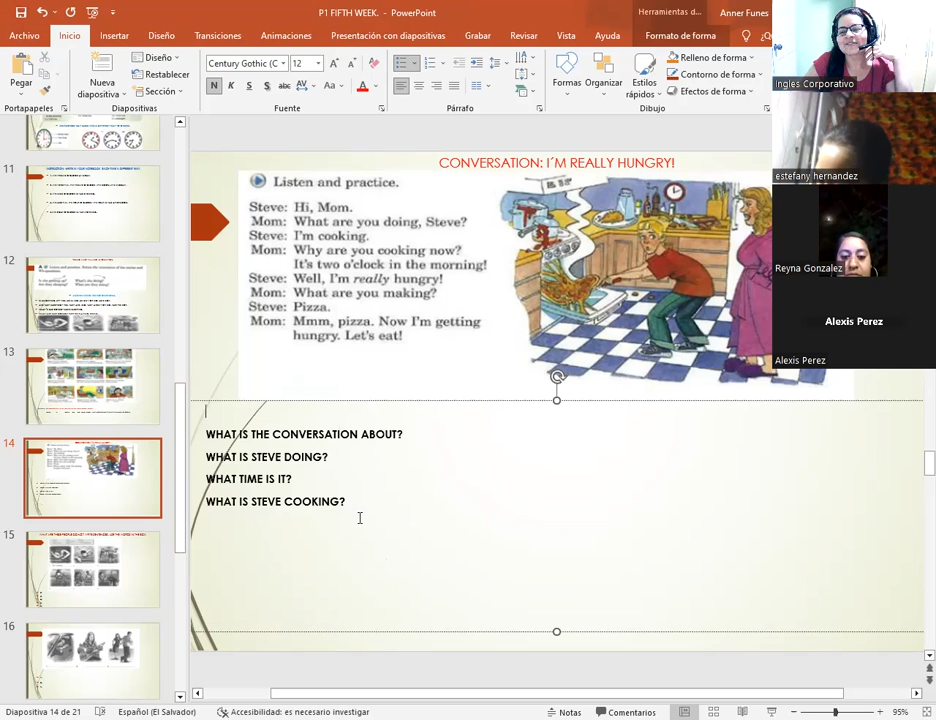 P1 FIFTH WEEK. - PowerPoint
Herramientas d...
Anner Funes
Archivo
Inicio
Insertar
Diseño
Transiciones
Animaciones
Presentación con diapositivas
Grabar
Revisar
Vista
Ayuda
Formato de forma
Pegar
Nueva
diapositiva
Diseño
Restablecer
Sección
Century Gothic (C
12
N
K
S
abc
AV
Aa
A
Formas
Organizar
Estilos
rápidos
Relleno de forma
Contorno de forma
Efectos de forma
Portapapeles
Diapositivas
Fuente
Párrafo
Dibujo
Ingles Corporativo
estefany hernandez
Reyna Gonzalez
Alexis Perez
Alexis Perez
11
12
13
14
15
16
CONVERSATION: I´M REALLY HUNGRY!
Listen and practice.
Steve: Hi, Mom.
Mom: What are you doing, Steve?
Steve: I'm cooking.
Mom: Why are you cooking now?
It's two o'clock in the morning!
Steve: Well, I'm really hungry!
Mom: What are you making?
Steve: Pizza.
Mom: Mmm, pizza. Now I'm getting
hungry. Let's eat!
WHAT IS THE CONVERSATION ABOUT?
WHAT IS STEVE DOING?
WHAT TIME IS IT?
WHAT IS STEVE COOKING?
Diapositiva 14 de 21
Español (El Salvador)
Accesibilidad: es necesario investigar
Notas
Comentarios
95%